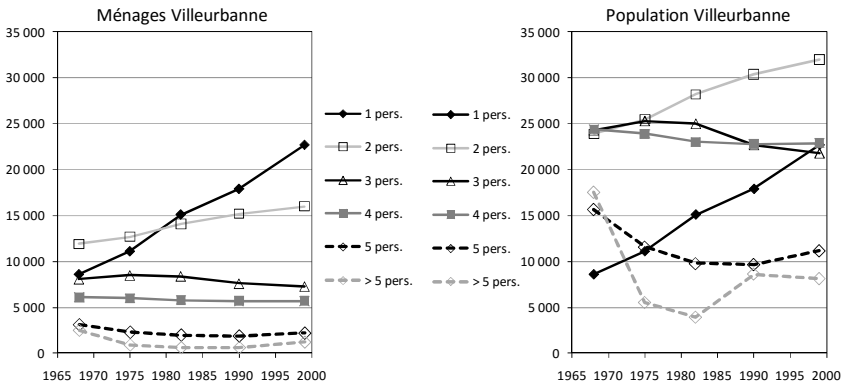 Ménages Villeurbanne
35 000
30 000
25 000
20 000
15 000
10 000
5 000
0
1965 1970 1975 1980 1985 1990 1995 2000
1 pers.
2 pers.
3 pers.
4 pers.
5 pers.
> 5 pers.
Population Villeurbanne
1 pers.
2 pers.
3 pers.
4 pers.
5 pers.
> 5 pers.
35 000
30 000
25 000
20 000
15 000
10 000
5 000
0
1965 1970 1975 1980 1985 1990 1995 2000